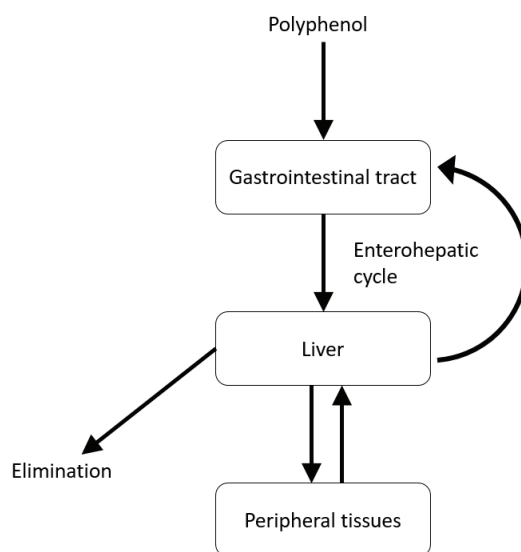 Polyphenol
Gastrointestinal tract
Enterohepatic
cycle
Liver
Elimination
Peripheral tissues